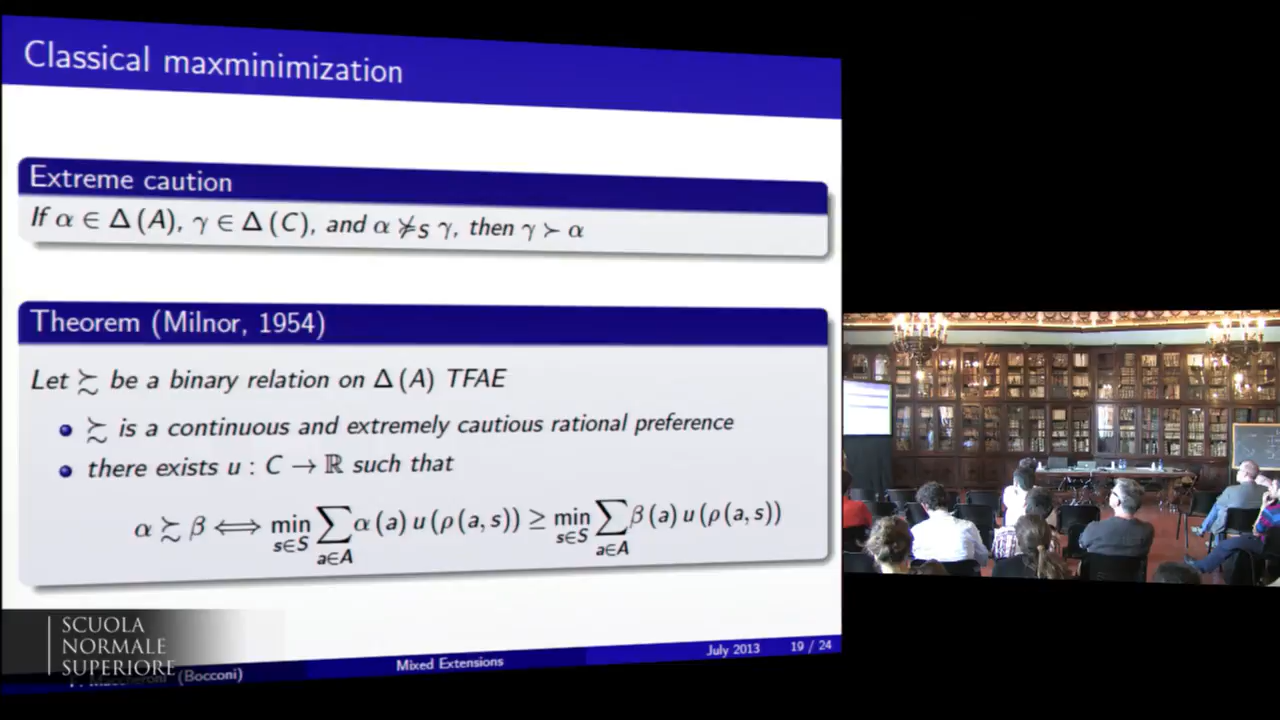 Classical maxminimization
Extreme caution
If α ∈ Δ(A), γ ∈ Δ(C), and α ⊁_S γ, then γ ≻ α
Theorem (Milnor, 1954)
Let ≿ be a binary relation on Δ(A) TFAE
≿ is a continuous and extremely cautious rational preference
there exists u : C → ℝ such that
α ≿ β ⟺ min_{s∈S} ∑_{a∈A} α(a) u(ρ(a, s)) ≥ min_{s∈S} ∑_{a∈A} β(a) u(ρ(a, s))
SCUOLA
NORMALE
SUPERIORE
(Bocconi)
Mixed Extensions
July 2013
19 / 24